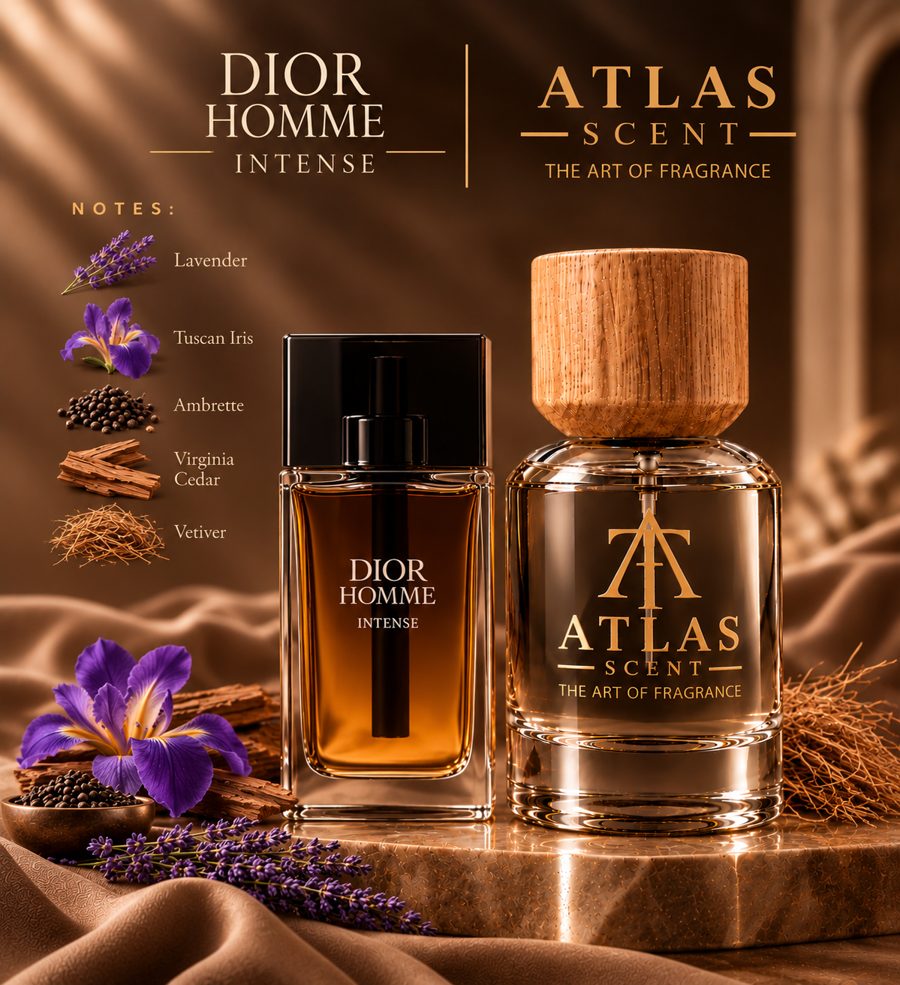 DIOR
HOMME
INTENSE
ATLAS
SCENT
THE ART OF FRAGRANCE
NOTES:
Lavender
Tuscan Iris
Ambrette
Virginia
Cedar
Vetiver
DIOR
HOMME
INTENSE
AT
ATLAS
SCENT
THE ART OF FRAGRANCE